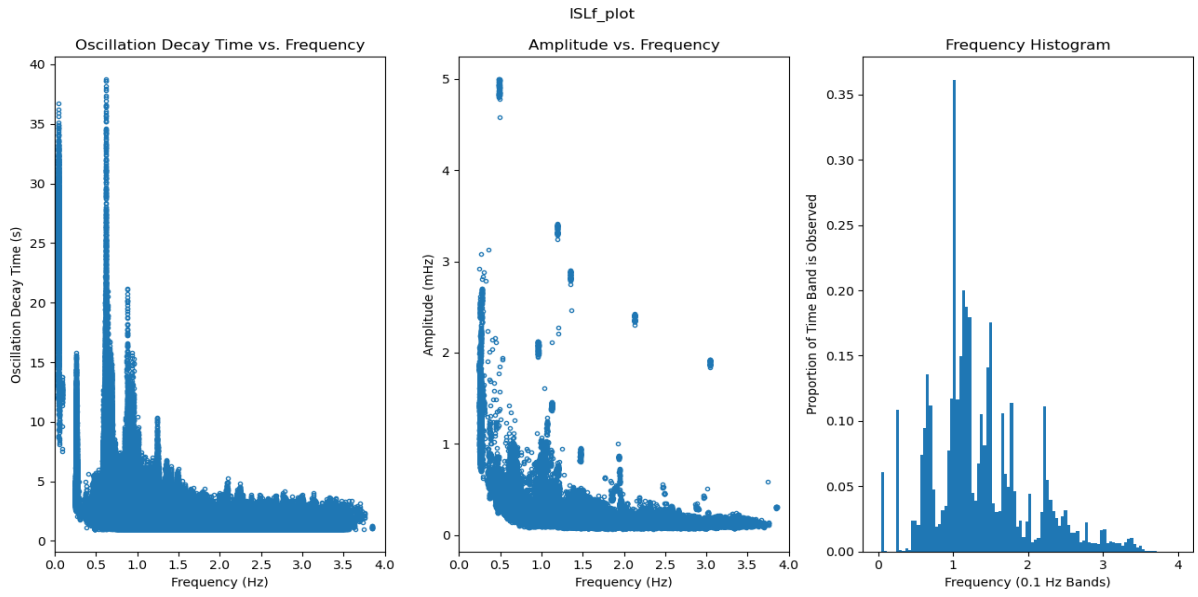 ISLf_plot
Oscillation Decay Time vs. Frequency
Oscillation Decay Time (s)
40
35
30
25
20
15
10
5
0
0.0 0.5 1.0 1.5 2.0 2.5 3.0 3.5 4.0
Frequency (Hz)
Amplitude vs. Frequency
Amplitude (mHz)
5
4
3
2
1
0
0.0 0.5 1.0 1.5 2.0 2.5 3.0 3.5 4.0
Frequency (Hz)
Frequency Histogram
Proportion of Time Band is Observed
0.35
0.30
0.25
0.20
0.15
0.10
0.05
0.00
0 1 2 3 4
Frequency (0.1 Hz Bands)